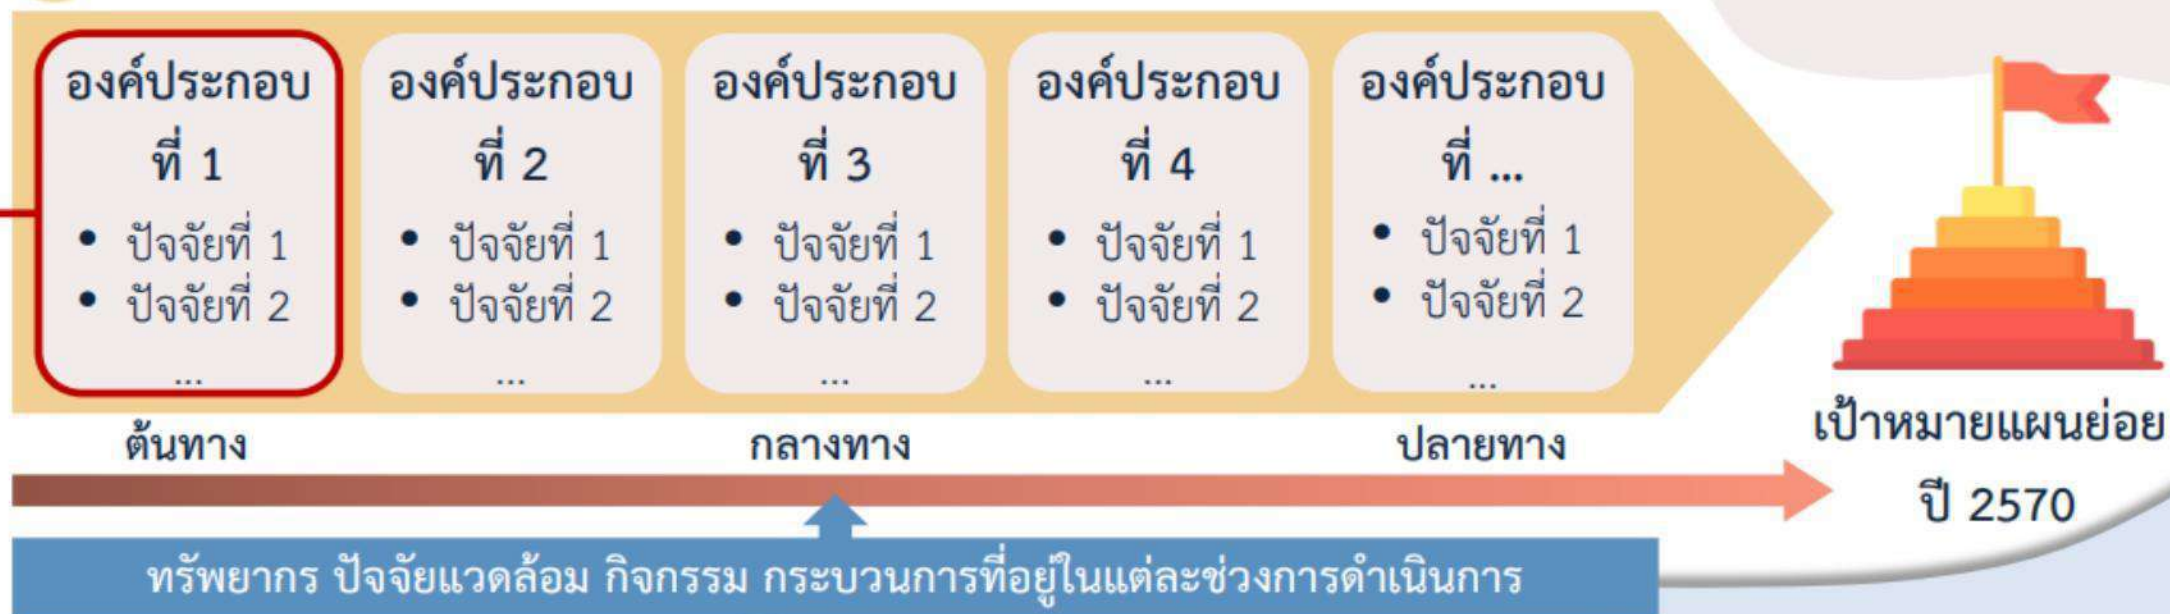 องค์ประกอบ
ที่ 1
• ปัจจัยที่ 1
• ปัจจัยที่ 2
...
องค์ประกอบ
ที่ 2
• ปัจจัยที่ 1
• ปัจจัยที่ 2
...
องค์ประกอบ
ที่ 3
• ปัจจัยที่ 1
• ปัจจัยที่ 2
...
องค์ประกอบ
ที่ 4
• ปัจจัยที่ 1
• ปัจจัยที่ 2
...
องค์ประกอบ
ที่ ...
• ปัจจัยที่ 1
• ปัจจัยที่ 2
...
ต้นทาง
กลางทาง
ปลายทาง
เป้าหมายแผนย่อย
ปี 2570
ทรัพยากร ปัจจัยแวดล้อม กิจกรรม กระบวนการที่อยู่ในแต่ละช่วงการดำเนินการ